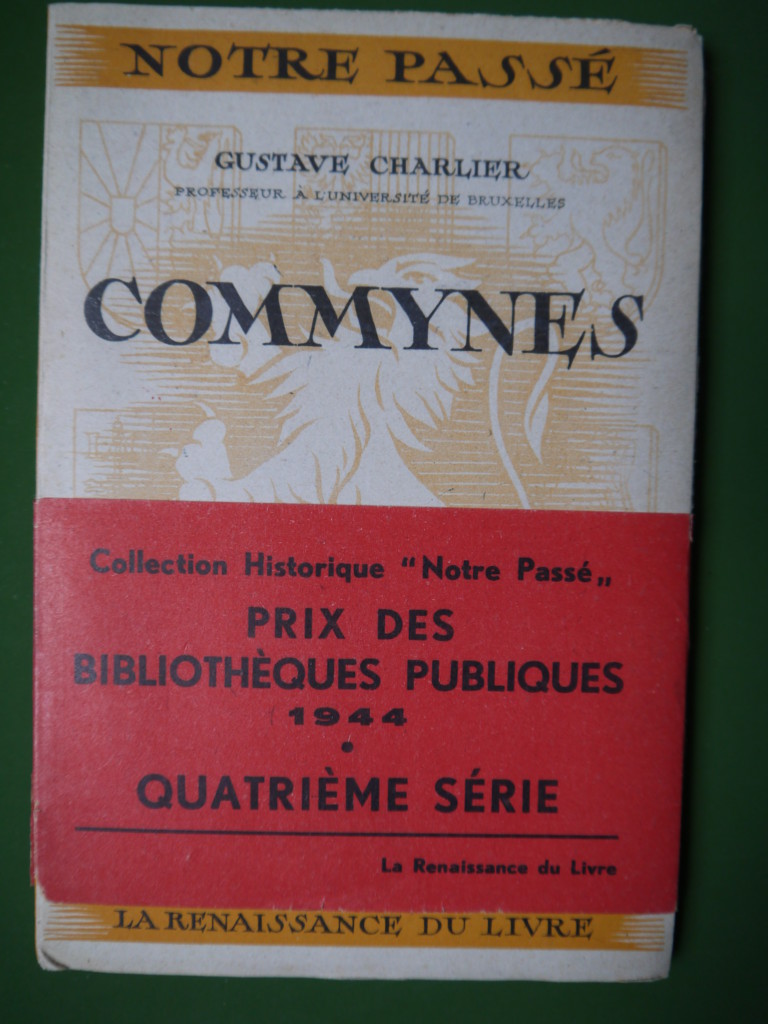 NOTRE PASSÉ
GUSTAVE CHARLIER
PROFESSEUR À L'UNIVERSITÉ DE BRUXELLES
COMMYNES
Collection Historique "Notre Passé„
PRIX DES
BIBLIOTHÈQUES PUBLIQUES
1944
•
QUATRIÈME SÉRIE
La Renaissance du Livre
LA RENAISSANCE DU LIVRE